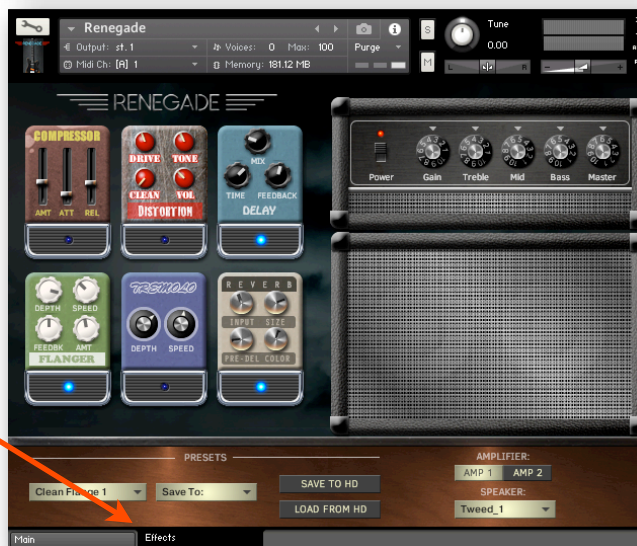 Renegade
Output: st.1
Voices: 0 Max: 100
Purge
Midi Ch: [A] 1
Memory: 181.12 MB
S
M
Tune
0.00
L R
- +
RENEGADE
COMPRESSOR
AMT ATT REL
DRIVE TONE
CLEAN VOL
DISTORTION
MIX
TIME FEEDBACK
DELAY
Power Gain Treble Mid Bass Master
DEPTH SPEED
FEEDBK AMT
FLANGER
TREMOLO
DEPTH SPEED
REVERB
INPUT SIZE
PRE-DEL COLOR
PRESETS
Clean Flange 1
Save To:
SAVE TO HD
LOAD FROM HD
AMPLIFIER:
AMP 1 AMP 2
SPEAKER:
Tweed_1
Main
Effects